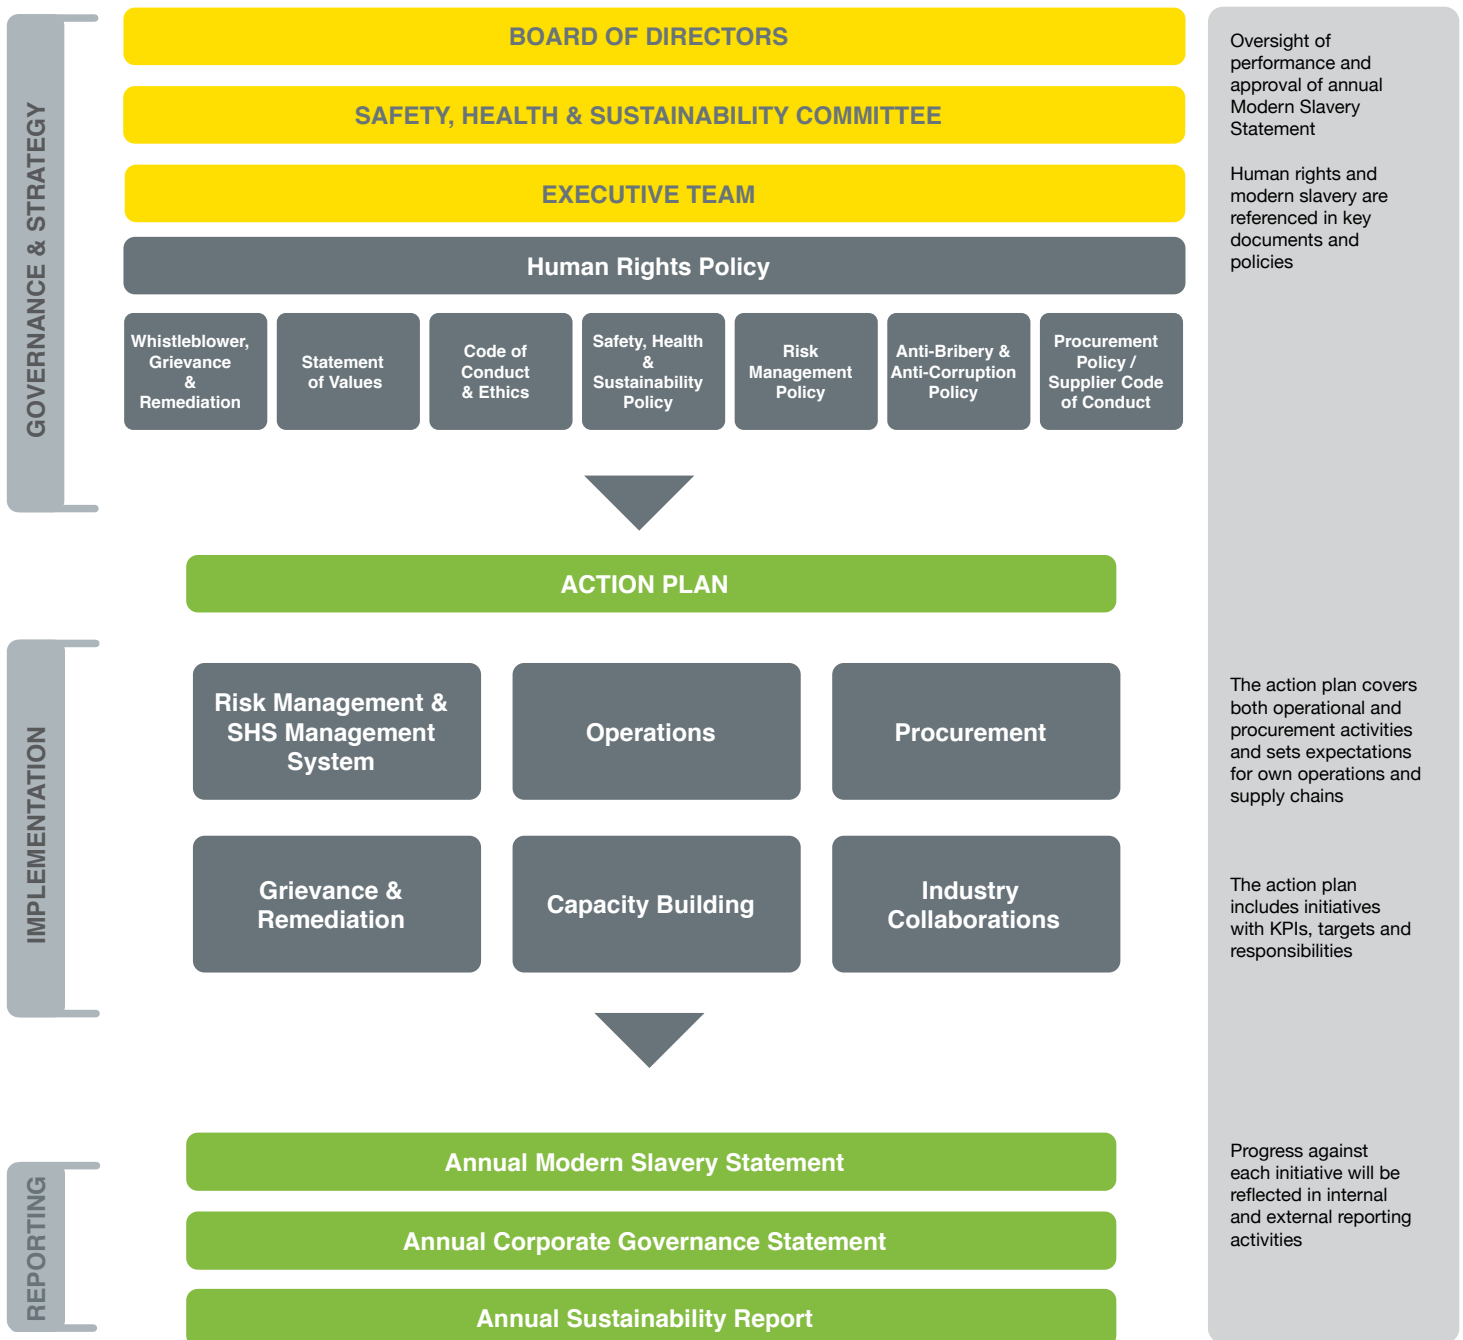 GOVERNANCE & STRATEGY
BOARD OF DIRECTORS
SAFETY, HEALTH & SUSTAINABILITY COMMITTEE
EXECUTIVE TEAM
Human Rights Policy
Whistleblower,
Grievance
&
Remediation
Statement
of Values
Code of
Conduct
& Ethics
Safety, Health
&
Sustainability
Policy
Risk
Management
Policy
Anti-Bribery &
Anti-Corruption
Policy
Procurement
Policy /
Supplier Code
of Conduct
Oversight of
performance and
approval of annual
Modern Slavery
Statement
Human rights and
modern slavery are
referenced in key
documents and
policies
ACTION PLAN
IMPLEMENTATION
Risk Management &
SHS Management
System
Operations
Procurement
Grievance &
Remediation
Capacity Building
Industry
Collaborations
The action plan covers
both operational and
procurement activities
and sets expectations
for own operations and
supply chains
The action plan
includes initiatives
with KPIs, targets and
responsibilities
REPORTING
Annual Modern Slavery Statement
Annual Corporate Governance Statement
Annual Sustainability Report
Progress against
each initiative will be
reflected in internal
and external reporting
activities